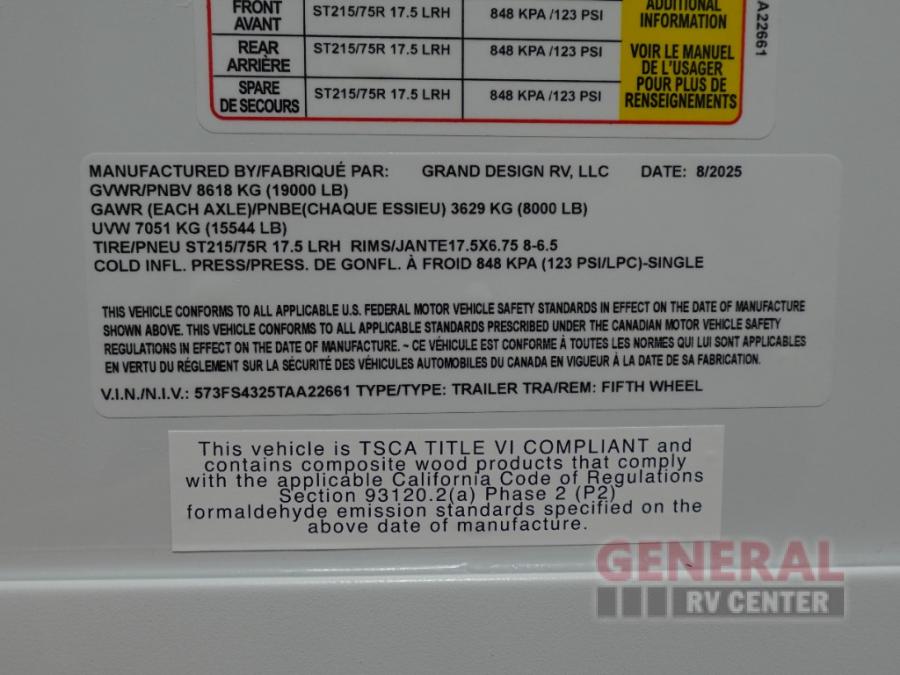 FRONT ST215/75R 17.5 LRH 848 KPA /123 PSI ADDITIONAL
AVANT INFORMATION
REAR ST215/75R 17.5 LRH 848 KPA /123 PSI VOIR LE MANUEL
ARRIÈRE DE L'USAGER
SPARE ST215/75R 17.5 LRH 848 KPA /123 PSI POUR PLUS DE
DE SECOURS RENSEIGNEMENTS
A22661
MANUFACTURED BY/FABRIQUÉ PAR: GRAND DESIGN RV, LLC DATE: 8/2025
GVWR/PNBV 8618 KG (19000 LB)
GAWR (EACH AXLE)/PNBE(CHAQUE ESSIEU) 3629 KG (8000 LB)
UVW 7051 KG (15544 LB)
TIRE/PNEU ST215/75R 17.5 LRH RIMS/JANTE17.5X6.75 8-6.5
COLD INFL. PRESS/PRESS. DE GONFL. À FROID 848 KPA (123 PSI/LPC)-SINGLE
THIS VEHICLE CONFORMS TO ALL APPLICABLE U.S. FEDERAL MOTOR VEHICLE SAFETY STANDARDS IN EFFECT ON THE DATE OF MANUFACTURE
SHOWN ABOVE. THIS VEHICLE CONFORMS TO ALL APPLICABLE STANDARDS PRESCRIBED UNDER THE CANADIAN MOTOR VEHICLE SAFETY
REGULATIONS IN EFFECT ON THE DATE OF MANUFACTURE. ~ CE VÉHICULE EST CONFORME À TOUTES LES NORMES QUI LUI SONT APPLICABLES
EN VERTU DU RÉGLEMENT SUR LA SÉCURITÉ DES VÉHICULES AUTOMOBILES DU CANADA EN VIGUEUR À LA DATE DE SA FABRICATION.
V.I.N./N.I.V.: 573FS4325TAA22661 TYPE/TYPE: TRAILER TRA/REM: FIFTH WHEEL
This vehicle is TSCA TITLE VI COMPLIANT and
contains composite wood products that comply
with the applicable California Code of Regulations
Section 93120.2(a) Phase 2 (P2)
formaldehyde emission standards specified on the
above date of manufacture.
GENERAL
RV CENTER